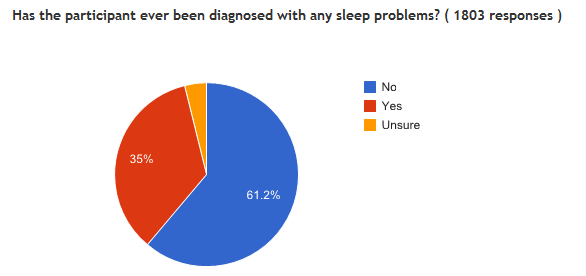 Has the participant ever been diagnosed with any sleep problems? ( 1803 responses )
No
Yes
Unsure
35%
61.2%